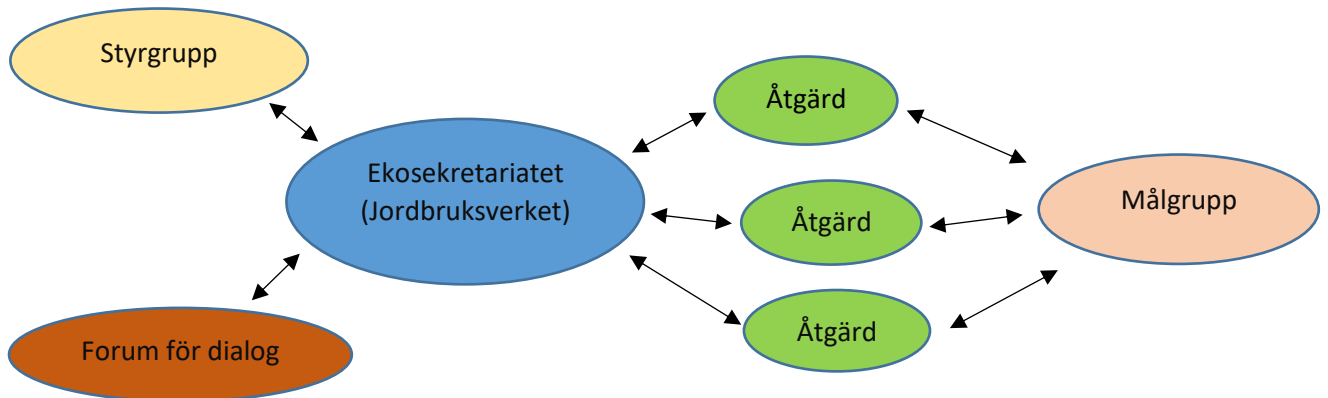 Styrgrupp
Ekosekretariatet
(Jordbruksverket)
Forum för dialog
Åtgärd
Åtgärd
Åtgärd
Målgrupp